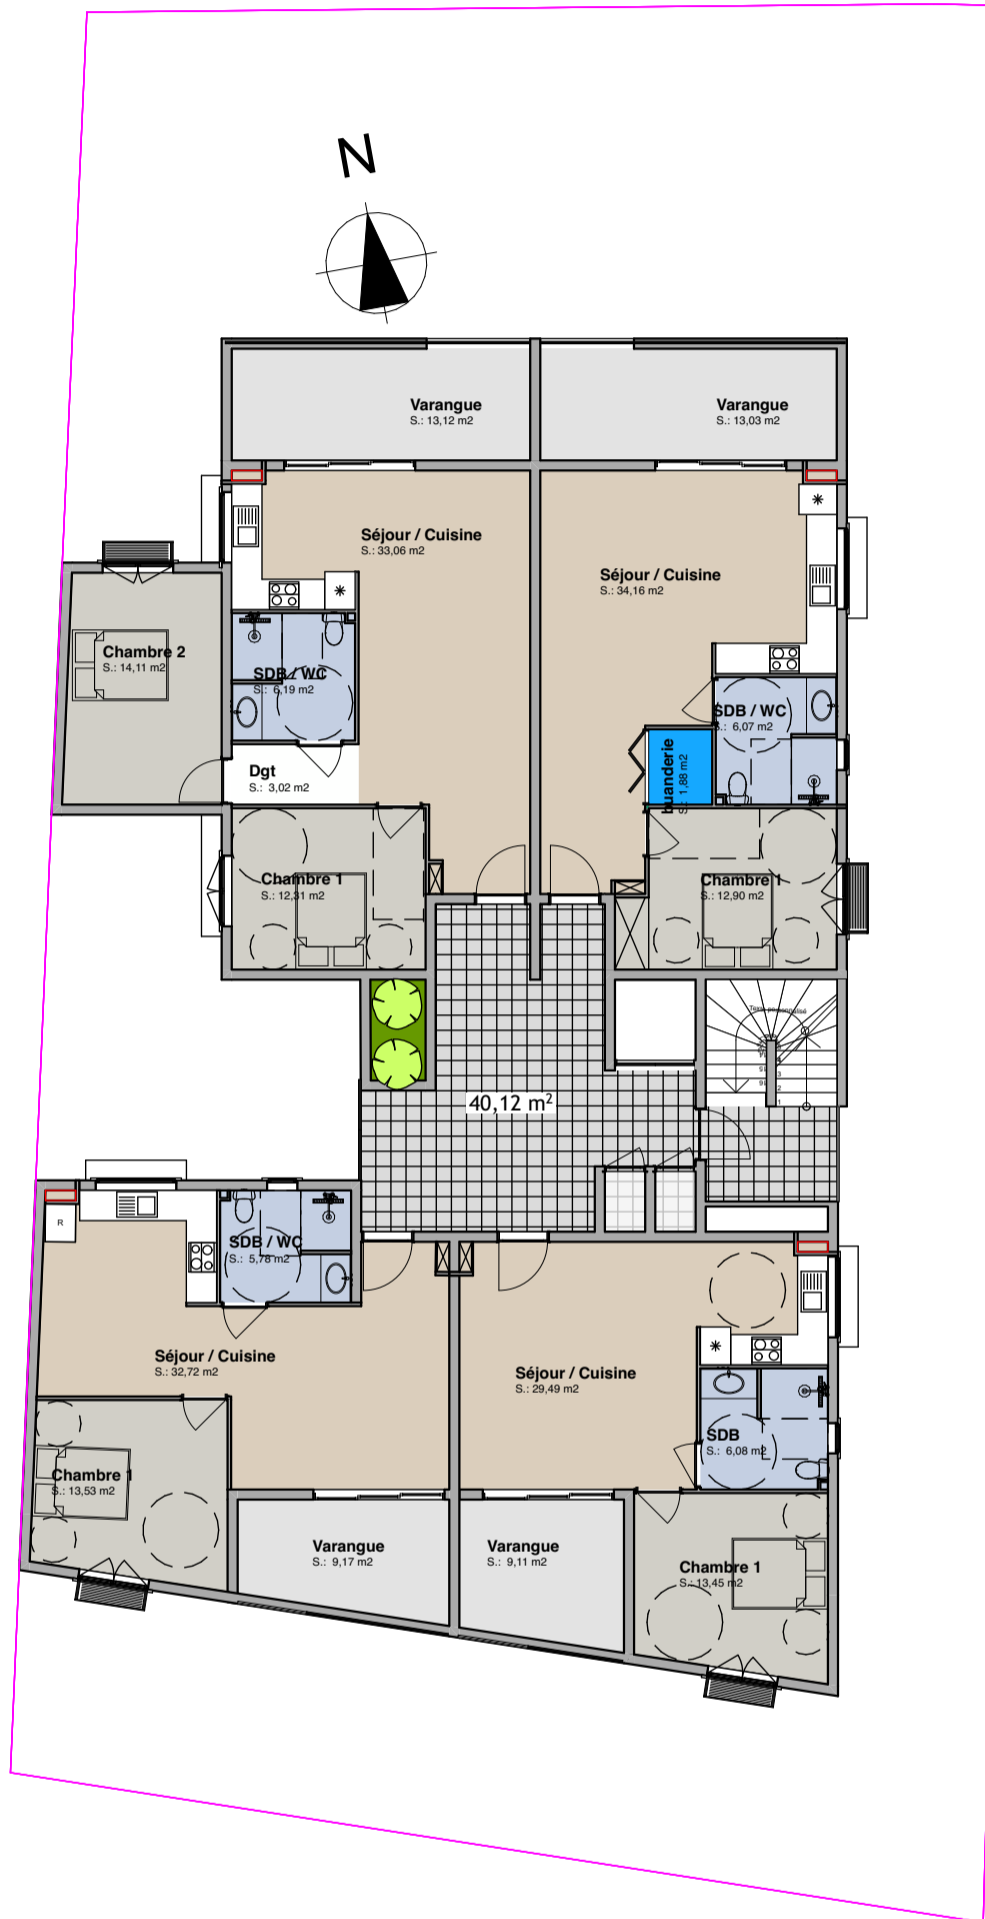 N
Varangue
S.: 13,12 m2
Varangue
S.: 13,03 m2
Séjour / Cuisine
S.: 33,06 m2
Séjour / Cuisine
S.: 34,16 m2
Chambre 2
S.: 14,11 m2
SDB / WC
S.: 6,19 m2
SDB / WC
S.: 6,07 m2
buanderie
S.: 1,88 m2
Dgt
S.: 3,02 m2
Chambre 1
S.: 12,31 m2
Chambre 1
S.: 12,90 m2
40,12 m²
R
SDB / WC
S.: 5,78 m2
Séjour / Cuisine
S.: 32,72 m2
Séjour / Cuisine
S.: 29,49 m2
SDB
S.: 6,08 m2
Chambre 1
S.: 13,53 m2
Varangue
S.: 9,17 m2
Varangue
S.: 9,11 m2
Chambre 1
S.: 13,45 m2